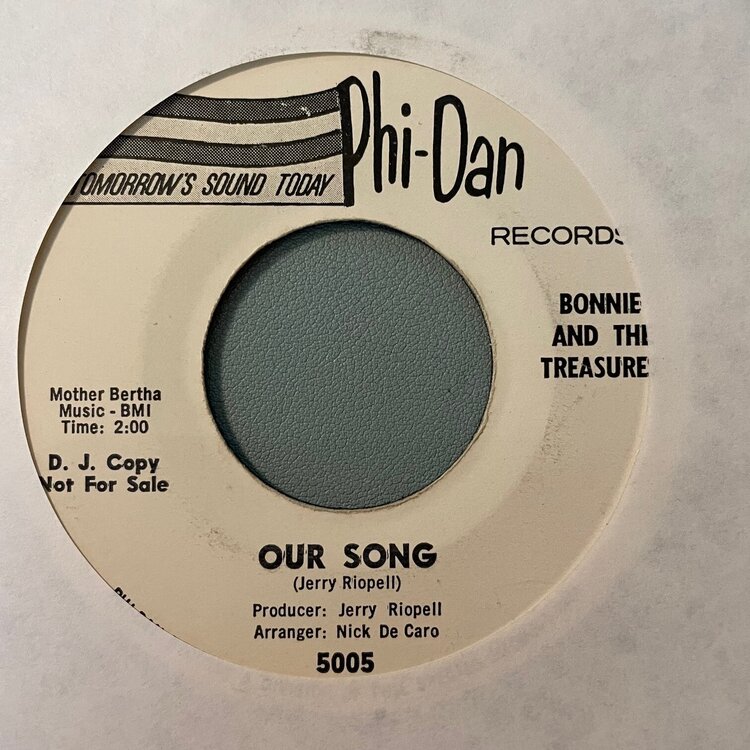 Phi-Dan
TOMORROW'S SOUND TODAY
RECORDS
BONNIE
AND THE
TREASURES
Mother Bertha
Music - BMI
Time: 2:00
D. J. Copy
Not For Sale
OUR SONG
(Jerry Riopell)
Producer: Jerry Riopell
Arranger: Nick De Caro
5005